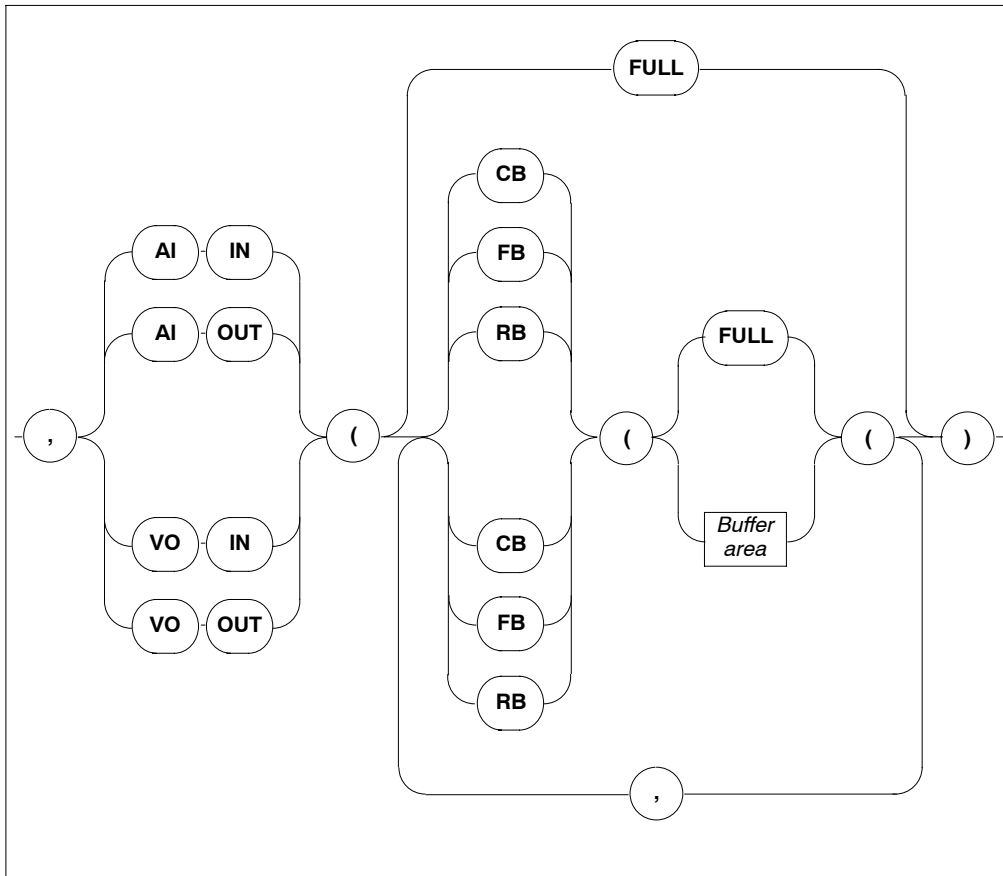 FULL
CB
FB
RB
AI IN
AI OUT
FULL
,
(
(
(
)
VO IN
VO OUT
CB
FB
RB
Buffer
area
,